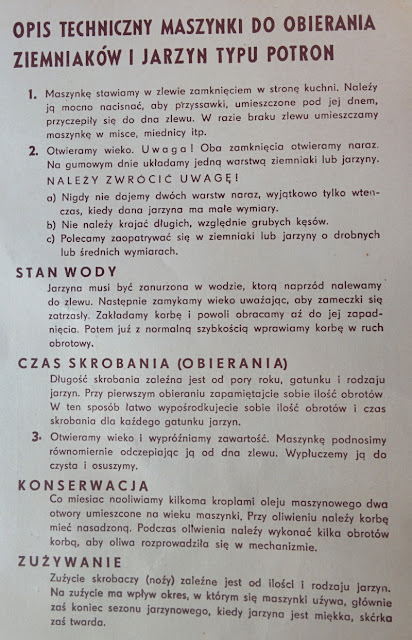 OPIS TECHNICZNY MASZYNKI DO OBIERANIA
ZIEMNIAKÓW I JARZYN TYPU POTRON
1. Maszynkę stawiamy w zlewie zamknięciem w stronę kuchni. Należy
ją mocno nacisnać, aby przyssawki, umieszczone pod jej dnem,
przyczepiły się do dna zlewu. W razie braku zlewu umieszczamy
maszynkę w misce, miednicy itp.
2. Otwieramy wieko. Uwaga! Oba zamknięcia otwieramy naraz.
Na gumowym dnie układamy jedną warstwą ziemniaki lub jarzyny.
NALEŻY ZWRÓCIĆ UWAGĘ!
a) Nigdy nie dajemy dwóch warstw naraz, wyjątkowo tylko wten-
czas, kiedy dana jarzyna ma małe wymiary.
b) Nie należy krajać długich, względnie grubych kęsów.
c) Polecamy zaopatrywać się w ziemniaki lub jarzyny o drobnych
lub średnich wymiarach.
STAN WODY
Jarzyna musi być zanurzona w wodzie, ktorą naprzód nalewamy
do zlewu. Następnie zamykamy wieko uważając, aby zameczki się
zatrzasły. Zakładamy korbę i powoli obracamy aż do jej zapad-
nięcia. Potem już z normalną szybkością wprawiamy korbę w ruch
obrotowy.
CZAS SKROBANIA (OBIERANIA)
Długość skrobania zależna jest od pory roku, gatunku i rodzaju
jarzyn. Przy pierwszym obieraniu zapamiętajcie sobie ilość obrotów.
W ten sposób łatwo wypośrodkujecie sobie ilość obrotów i czas
skrobania dla każdego gatunku jarzyn.
3. Otwieramy wieko i wypróżniamy zawartość. Maszynkę podnosimy
równomiernie odczepiając ją od dna zlewu. Wypłuczemy ją do
czysta i osuszymy.
KONSERWACJA
Co miesiac naoliwiamy kilkoma kroplami oleju maszynowego dwa
otwory umieszczone na wieku maszynki. Przy oliwieniu należy korbę
mieć nasadzoną. Podczas oliwienia należy wykonać kilka obrotów
korbą, aby oliwa rozprowadziła się w mechanizmie.
ZUŻYWANIE
Zużycie skrobaczy (noży) zależne jest od ilości i rodzaju jarzyn.
Na zużycie ma wpływ okres, w którym się maszynki używa, głównie
zaś koniec sezonu jarzynowego, kiedy jarzyna jest miękka, skórka
zaś twarda.